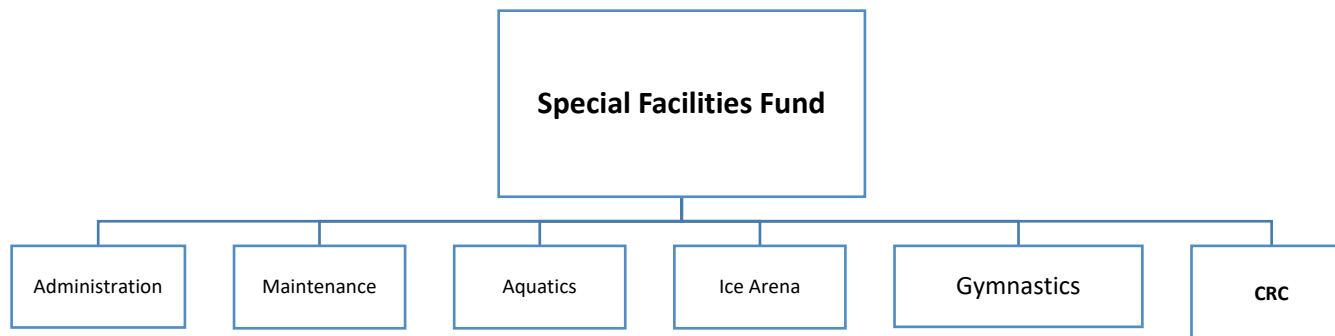 Special Facilities Fund
Administration
Maintenance
Aquatics
Ice Arena
Gymnastics
CRC